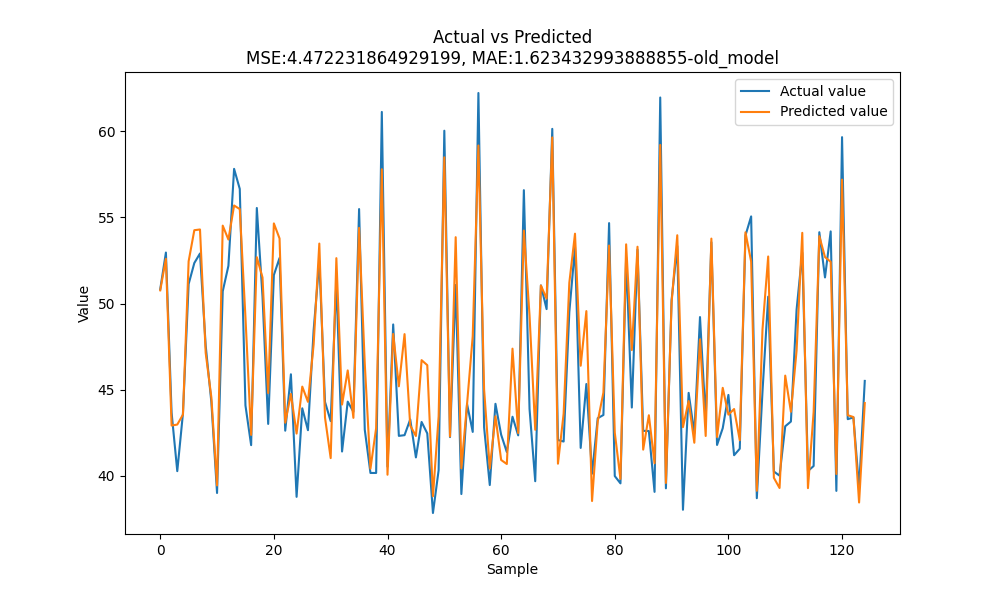 Actual vs Predicted
MSE:4.472231864929199, MAE:1.623432993888855-old_model
Actual value
Predicted value
Value
60
55
50
45
40
0 20 40 60 80 100 120
Sample